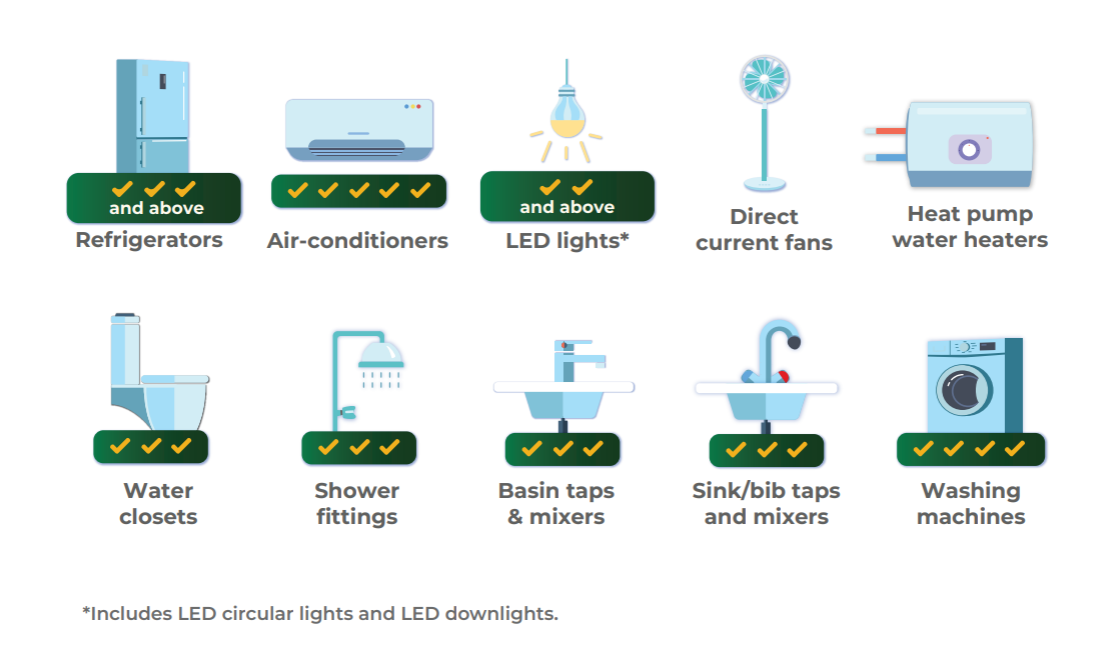 and above
Refrigerators
Air-conditioners
and above
LED lights*
Direct
current fans
Heat pump
water heaters
Water
closets
Shower
fittings
Basin taps
& mixers
Sink/bib taps
and mixers
Washing
machines
*Includes LED circular lights and LED downlights.